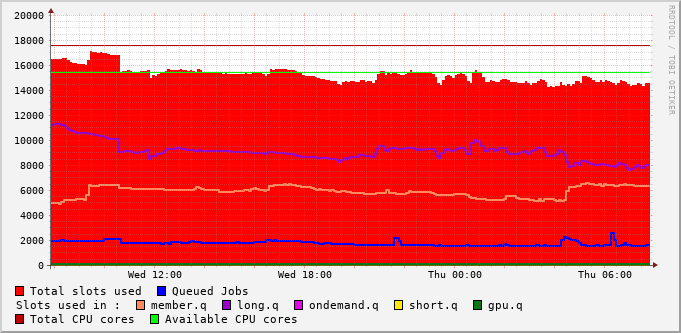 20000
18000
16000
14000
12000
10000
8000
6000
4000
2000
0
Wed 12:00 Wed 18:00 Thu 00:00 Thu 06:00
RRDTOOL / TOBI OETIKER
Total slots used Queued Jobs
Slots used in : member.q long.q ondemand.q short.q gpu.q
Total CPU cores Available CPU cores